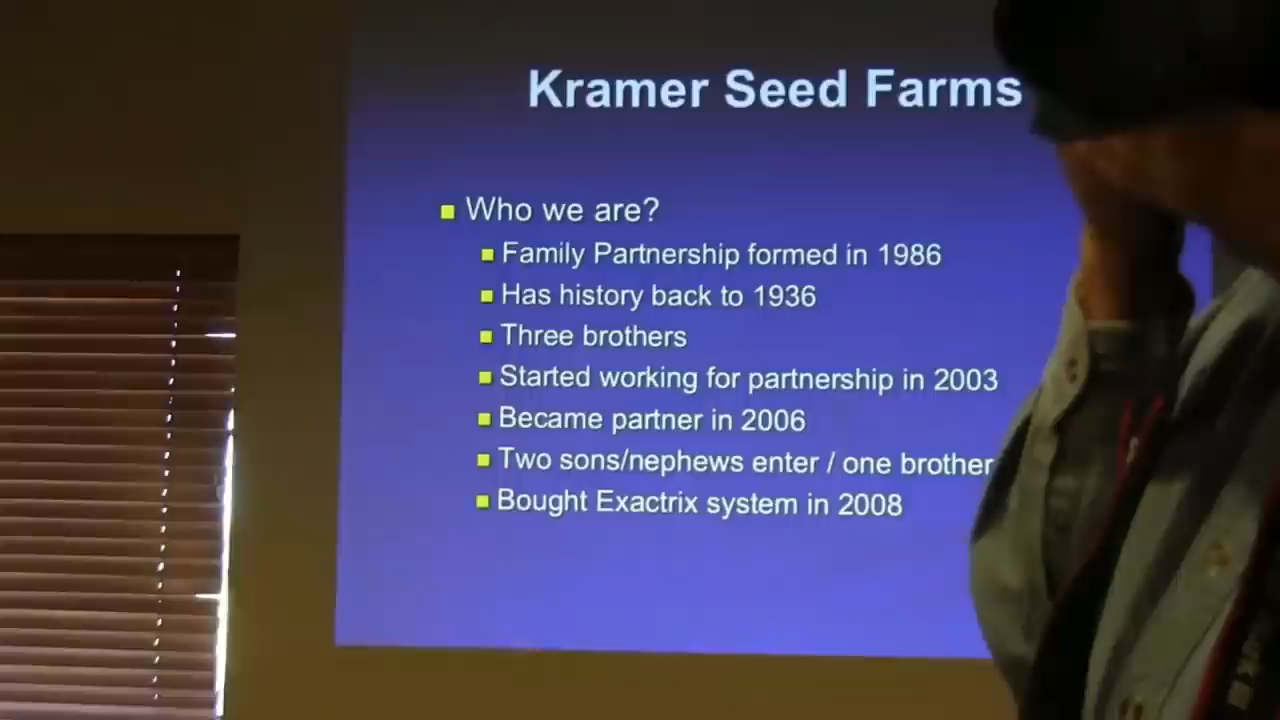 Kramer Seed Farms
Who we are?
Family Partnership formed in 1986
Has history back to 1936
Three brothers
Started working for partnership in 2003
Became partner in 2006
Two sons/nephews enter / one brother
Bought Exactrix system in 2008